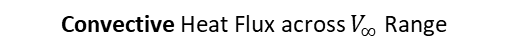 Convective Heat Flux across V∞ Range